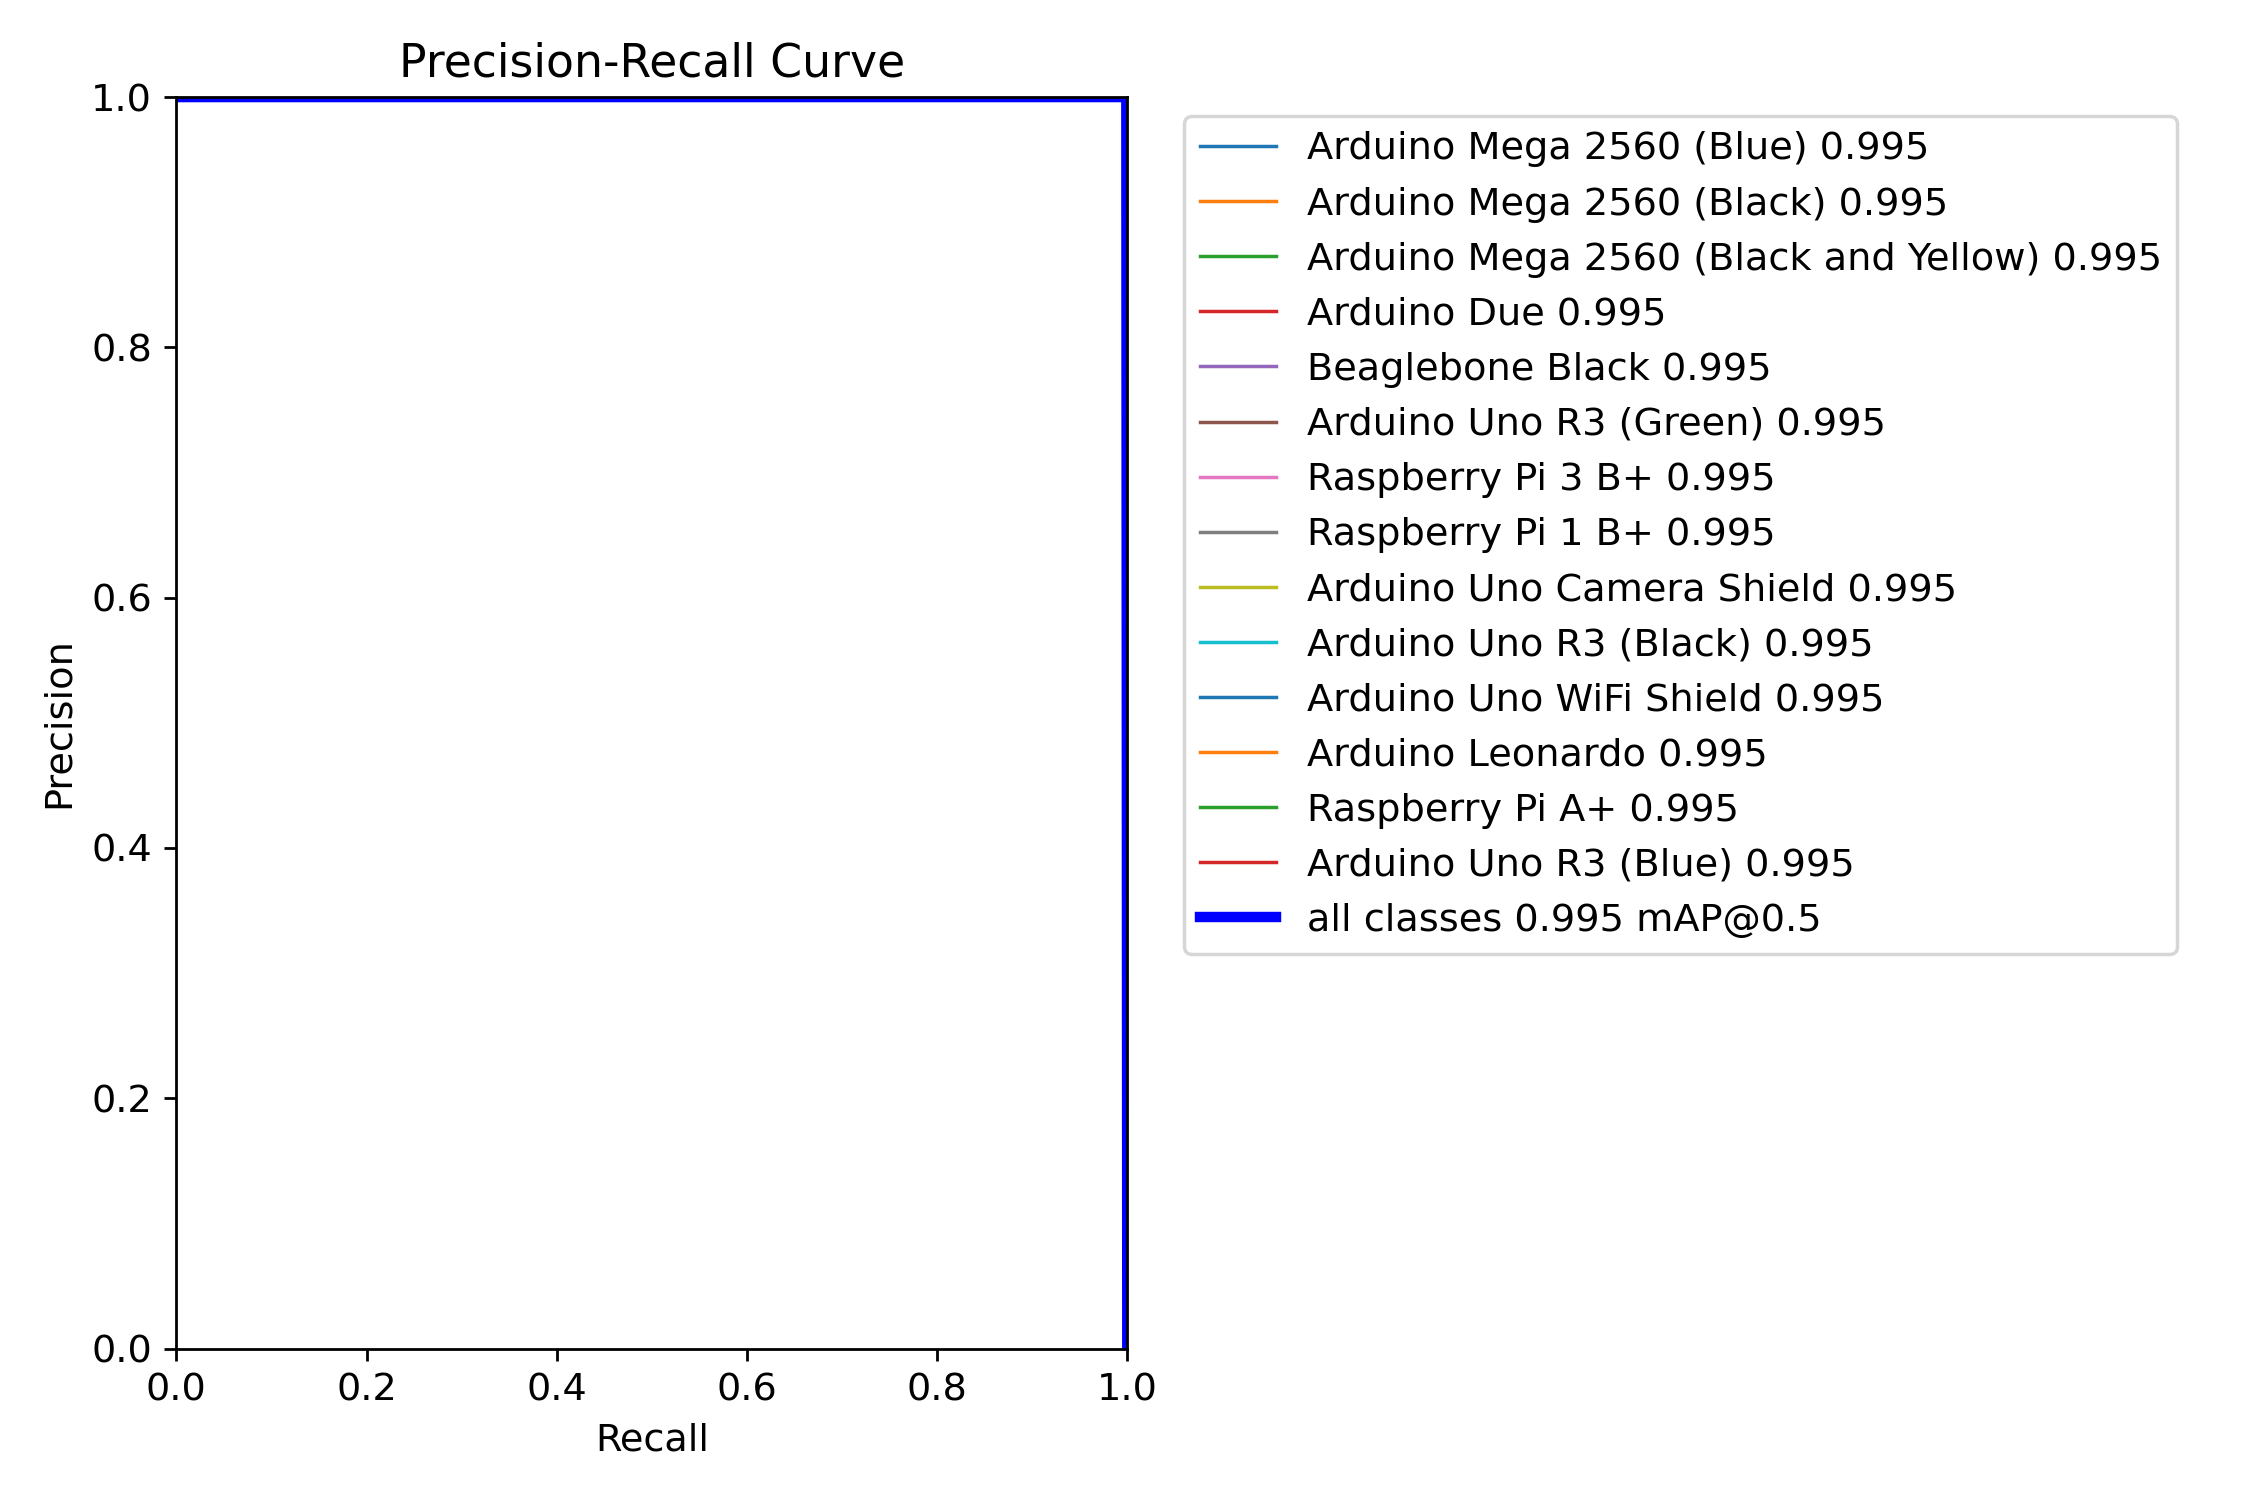 Precision-Recall Curve
1.0
0.8
0.6
0.4
0.2
0.0
Precision
0.0 0.2 0.4 0.6 0.8 1.0
Recall
Arduino Mega 2560 (Blue) 0.995
Arduino Mega 2560 (Black) 0.995
Arduino Mega 2560 (Black and Yellow) 0.995
Arduino Due 0.995
Beaglebone Black 0.995
Arduino Uno R3 (Green) 0.995
Raspberry Pi 3 B+ 0.995
Raspberry Pi 1 B+ 0.995
Arduino Uno Camera Shield 0.995
Arduino Uno R3 (Black) 0.995
Arduino Uno WiFi Shield 0.995
Arduino Leonardo 0.995
Raspberry Pi A+ 0.995
Arduino Uno R3 (Blue) 0.995
all classes 0.995 mAP@0.5